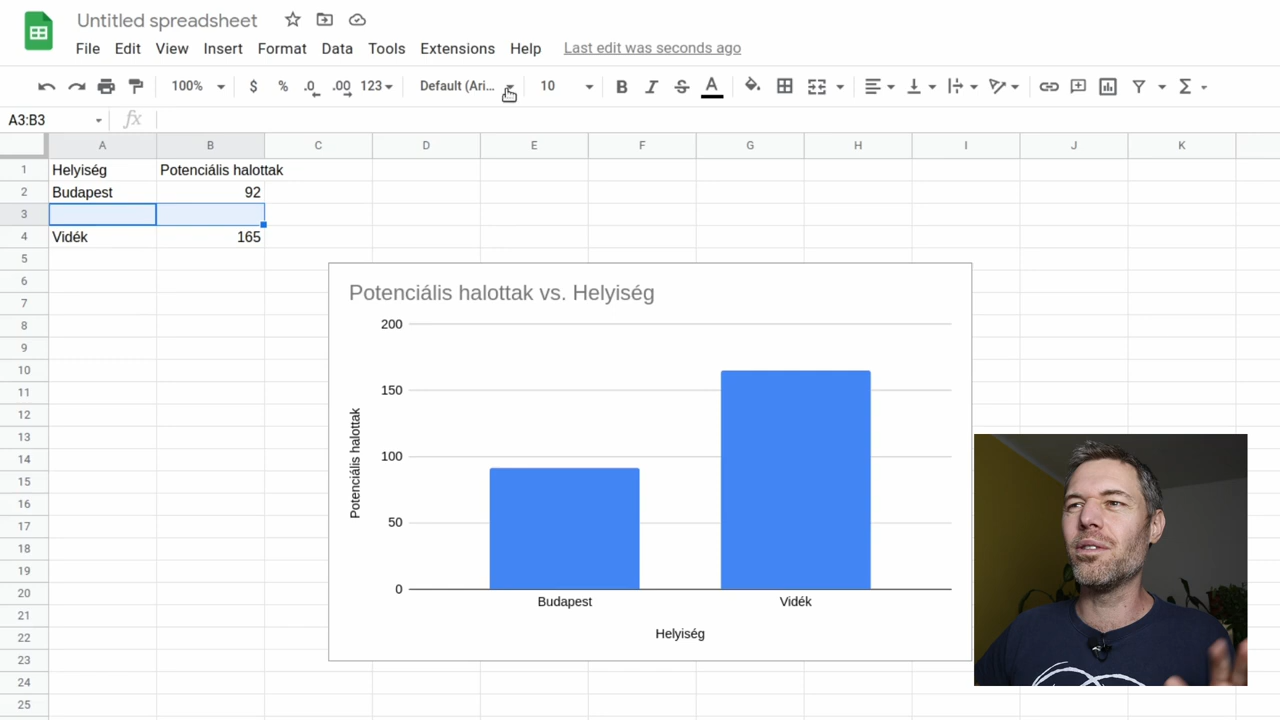 Untitled spreadsheet
File Edit View Insert Format Data Tools Extensions Help Last edit was seconds ago
100% $ % .0 .00 123 Default (Ari... 10 B I S A Σ
A3:B3 fx
A B C D E F G H I J K
1 Helyiség Potenciális halottak
2 Budapest 92
3
4 Vidék 165
5
6
7
8
9
10
11
12
13
14
15
16
17
18
19
20
21
22
23
24
25
Potenciális halottak vs. Helyiség
200
150
100
50
0
Potenciális halottak
Budapest Vidék
Helyiség